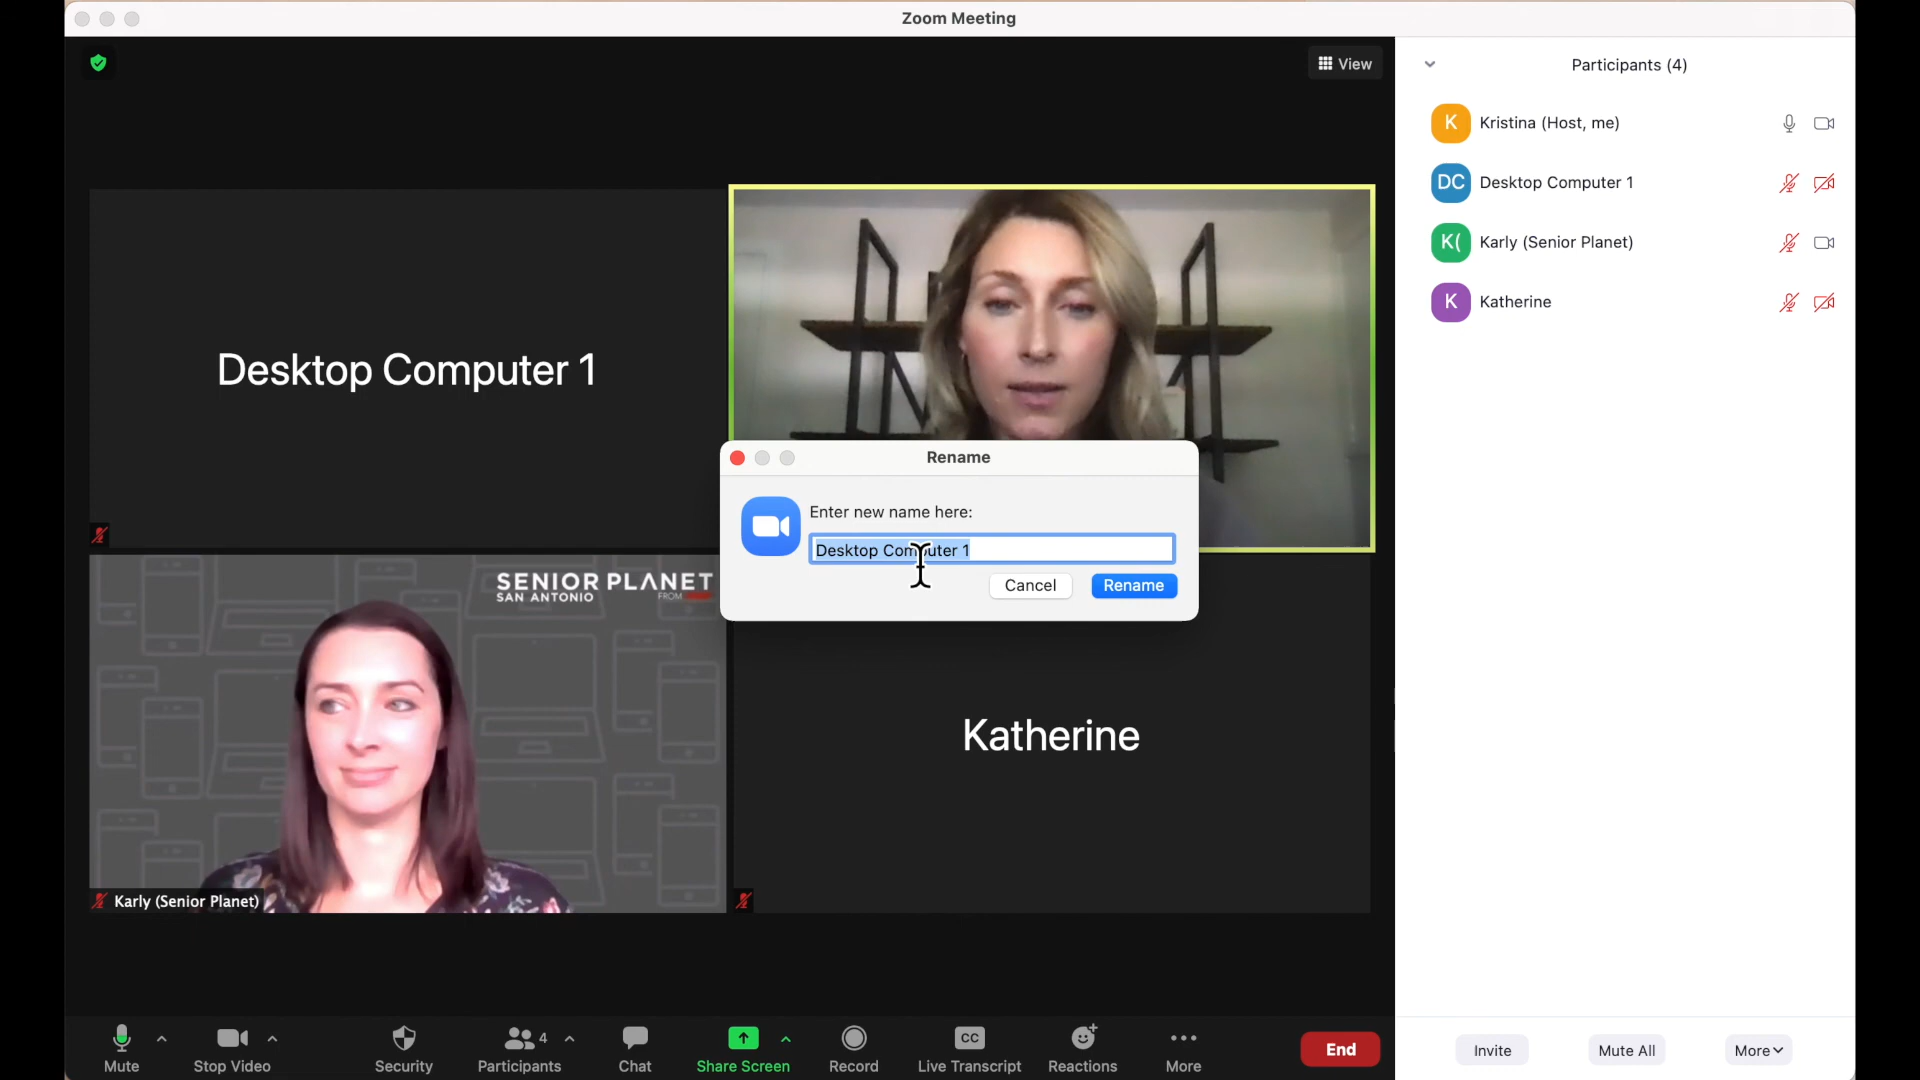 Zoom Meeting
View
Participants (4)
K Kristina (Host, me)
DC Desktop Computer 1
K( Karly (Senior Planet)
K Katherine
Desktop Computer 1
Rename
Enter new name here:
Desktop Computer 1
Cancel Rename
SENIOR PLANET
SAN ANTONIO FROM
Katherine
Karly (Senior Planet)
4 CC
Mute Stop Video Security Participants Chat Share Screen Record Live Transcript Reactions More End
Invite Mute All More